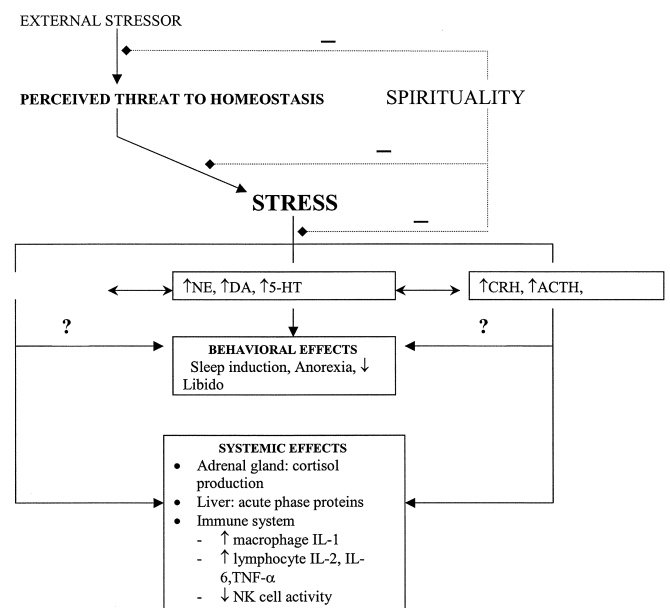 EXTERNAL STRESSOR
–
PERCEIVED THREAT TO HOMEOSTASIS
SPIRITUALITY
–
STRESS
–
↑NE, ↑DA, ↑5-HT
↑CRH, ↑ACTH,
?
?
BEHAVIORAL EFFECTS
Sleep induction, Anorexia, ↓
Libido
SYSTEMIC EFFECTS
• Adrenal gland: cortisol
production
• Liver: acute phase proteins
• Immune system
- ↑ macrophage IL-1
- ↑ lymphocyte IL-2, IL-
6,TNF-α
- ↓ NK cell activity